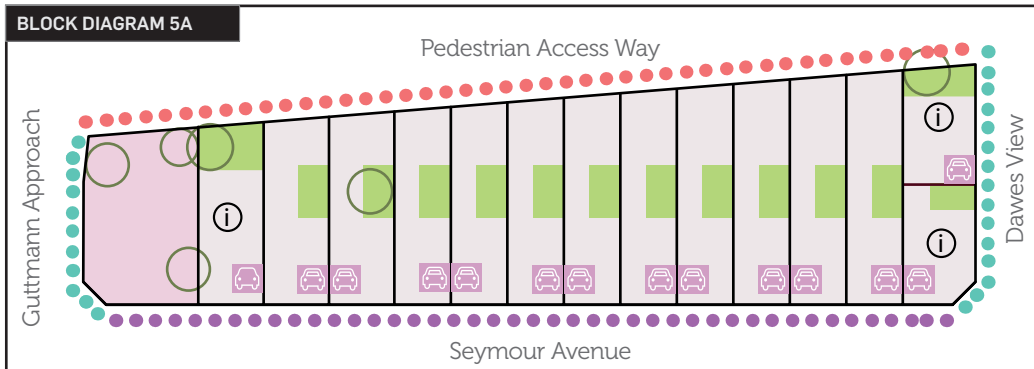 BLOCK DIAGRAM 5A
Pedestrian Access Way
Guttmann Approach
Dawes View
i
i
i
Seymour Avenue